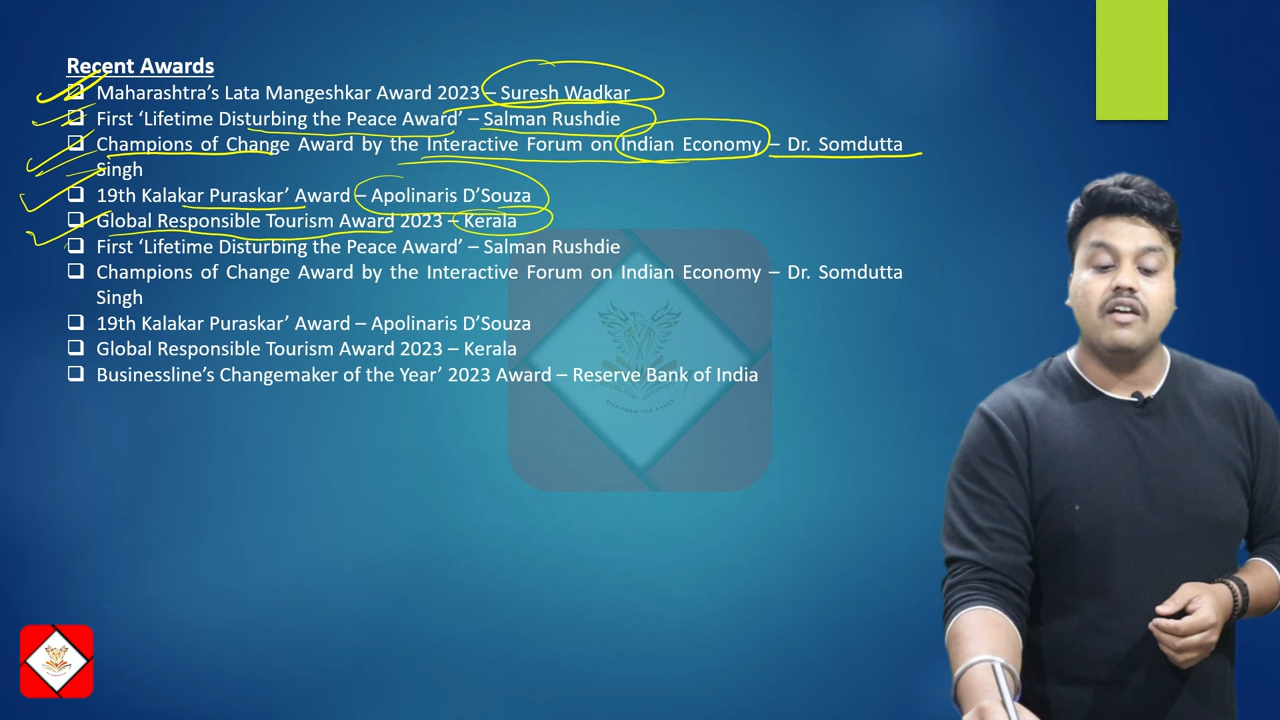 Recent Awards
❑ Maharashtra's Lata Mangeshkar Award 2023 – Suresh Wadkar
❑ First 'Lifetime Disturbing the Peace Award' – Salman Rushdie
❑ Champions of Change Award by the Interactive Forum on Indian Economy – Dr. Somdutta
Singh
❑ 19th Kalakar Puraskar' Award – Apolinaris D'Souza
❑ Global Responsible Tourism Award 2023 – Kerala
❑ First 'Lifetime Disturbing the Peace Award' – Salman Rushdie
❑ Champions of Change Award by the Interactive Forum on Indian Economy – Dr. Somdutta
Singh
❑ 19th Kalakar Puraskar' Award – Apolinaris D'Souza
❑ Global Responsible Tourism Award 2023 – Kerala
❑ Businessline's Changemaker of the Year' 2023 Award – Reserve Bank of India